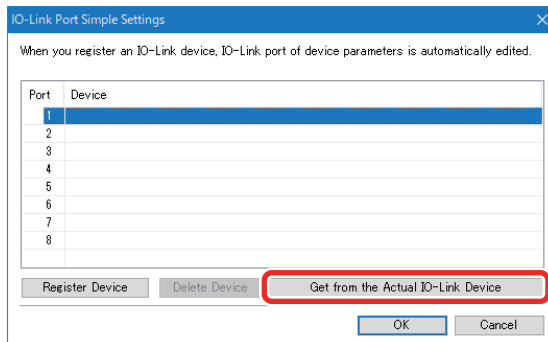 IO-Link Port Simple Settings
When you register an IO-Link device, IO-Link port of device parameters is automatically edited.
Port Device
1
2
3
4
5
6
7
8
Register Device Delete Device Get from the Actual IO-Link Device
OK Cancel